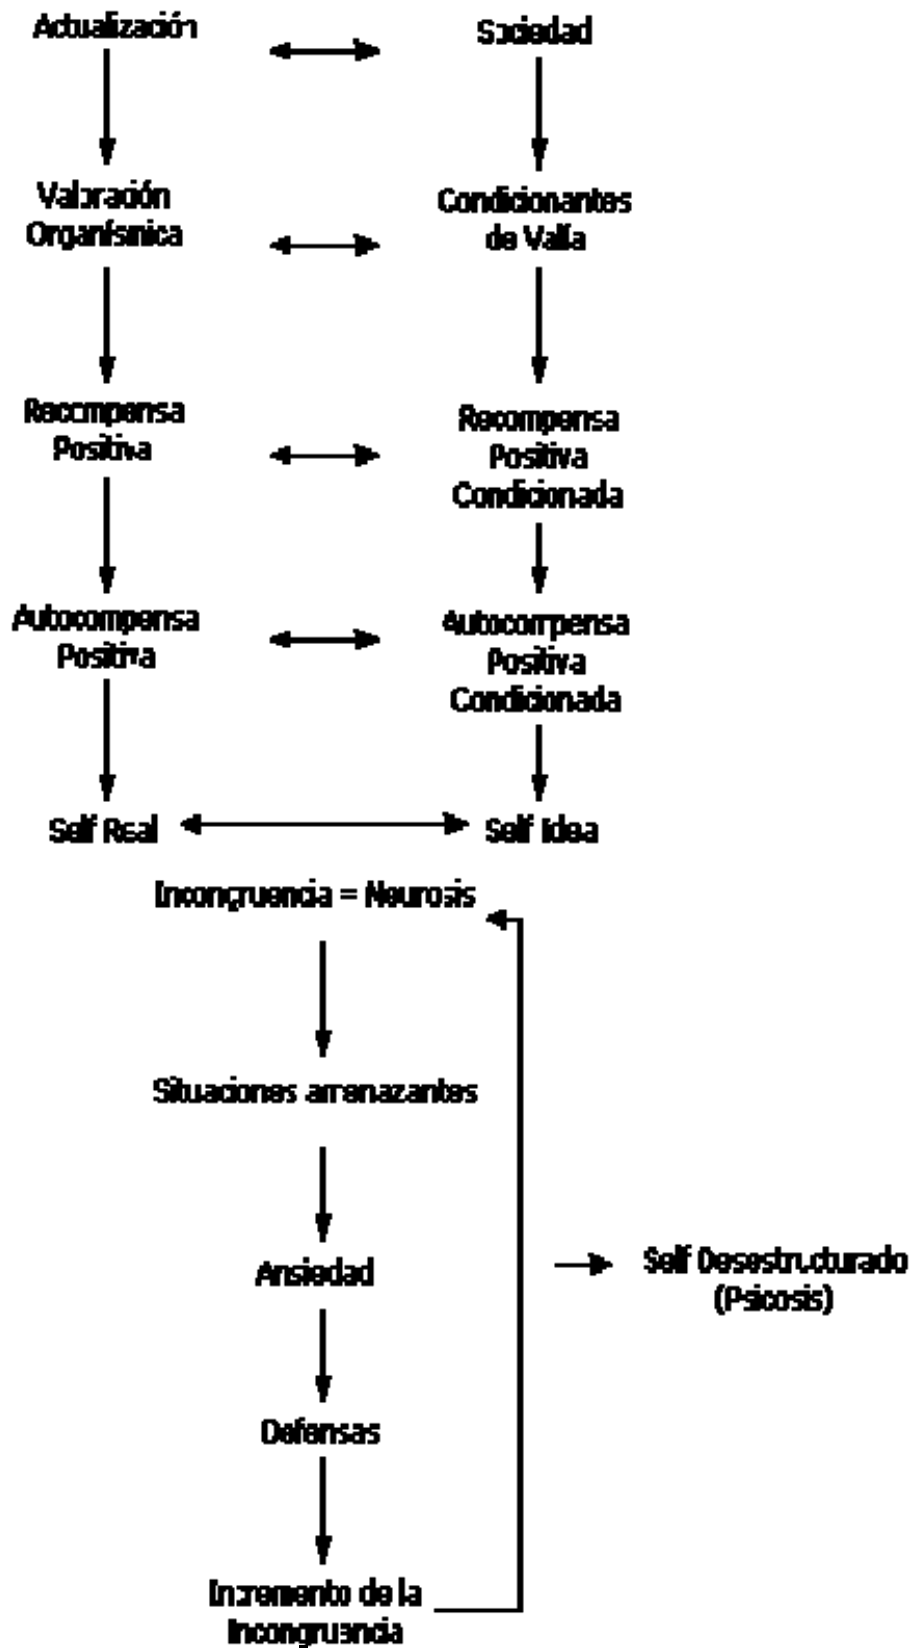 Actualización
Sociedad
Valoración
Organísmica
Condicionantes
de Valía
Recompensa
Positiva
Recompensa
Positiva
Condicionada
Autocompensa
Positiva
Autocompensa
Positiva
Condicionada
Self Real
Self Idea
Incongruencia = Neurosis
Situaciones amenazantes
Ansiedad
Self Desestructurado
(Psicosis)
Defensas
Incremento de la
Incongruencia